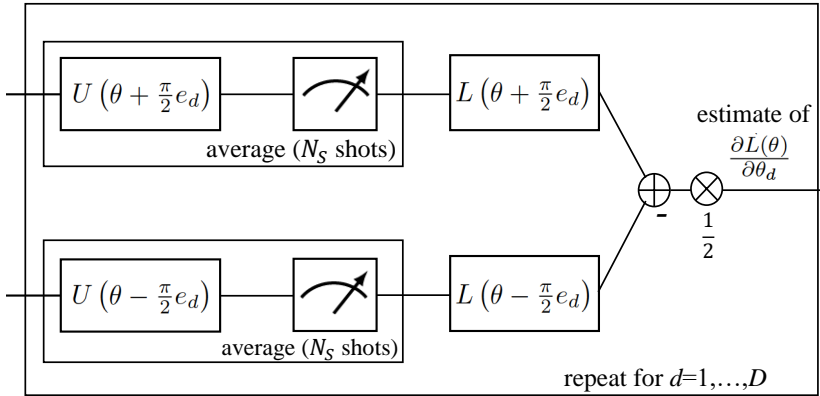 U(θ + π/2 e_d)
L(θ + π/2 e_d)
average (N_S shots)
estimate of
∂L(θ)/∂θ_d
-
1/2
U(θ − π/2 e_d)
L(θ − π/2 e_d)
average (N_S shots)
repeat for d=1,…,D